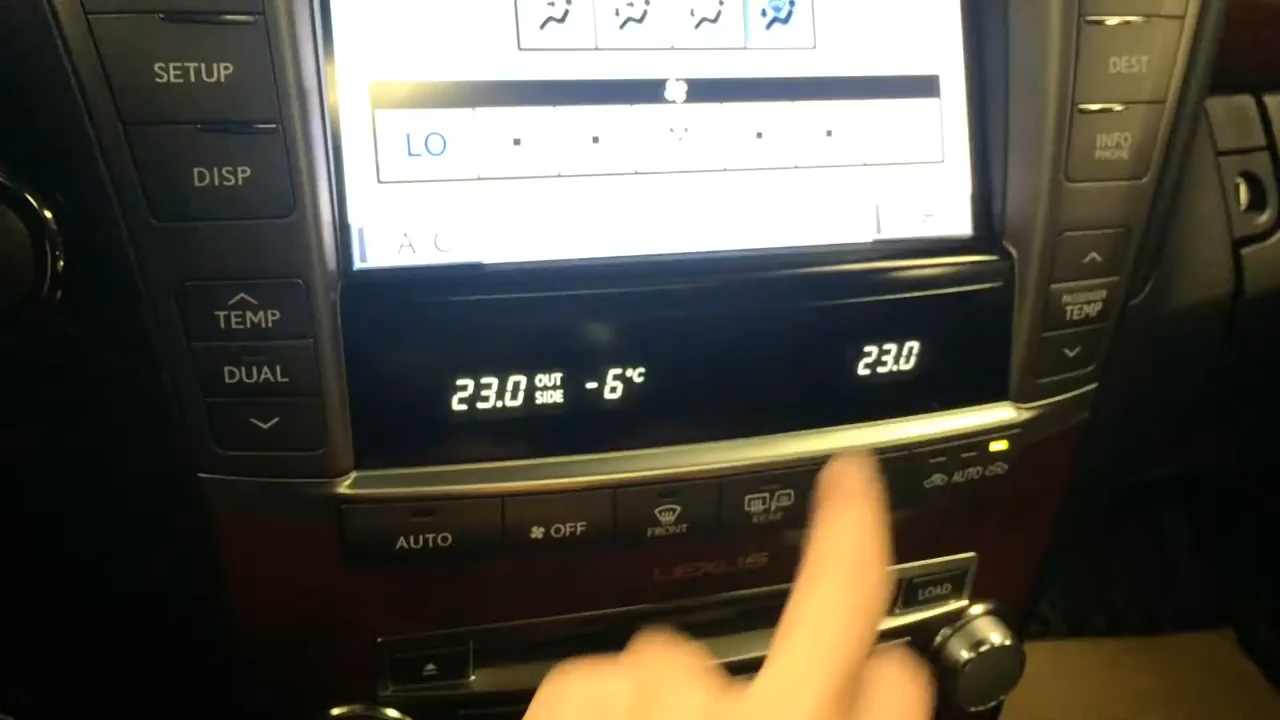 SETUP
DEST
LO
INFO
PHONE
DISP
A C
TEMP
PASSENGER
TEMP
DUAL
23.0 OUT SIDE -6°C
23.0
AUTO
AUTO
OFF
FRONT
REAR
LEXUS
LOAD